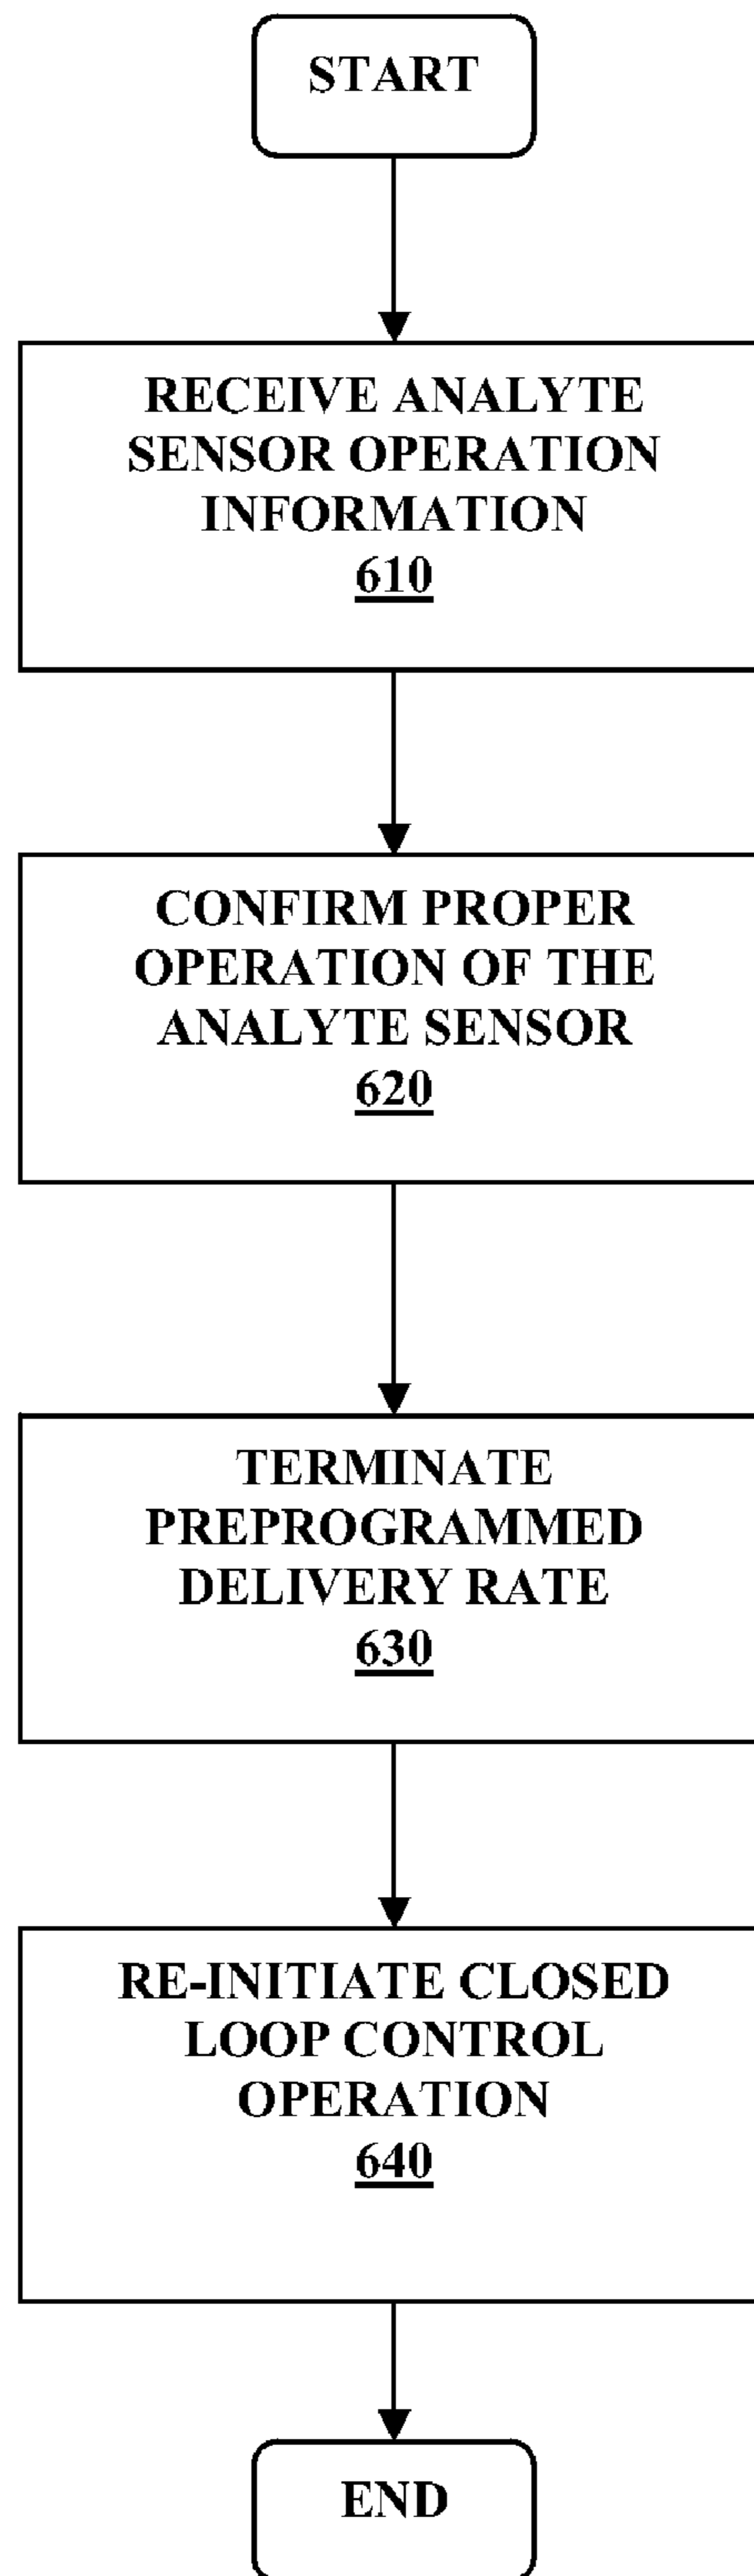 START
RECEIVE ANALYTE
SENSOR OPERATION
INFORMATION
610
CONFIRM PROPER
OPERATION OF THE
ANALYTE SENSOR
620
TERMINATE
PREPROGRAMMED
DELIVERY RATE
630
RE-INITIATE CLOSED
LOOP CONTROL
OPERATION
640
END